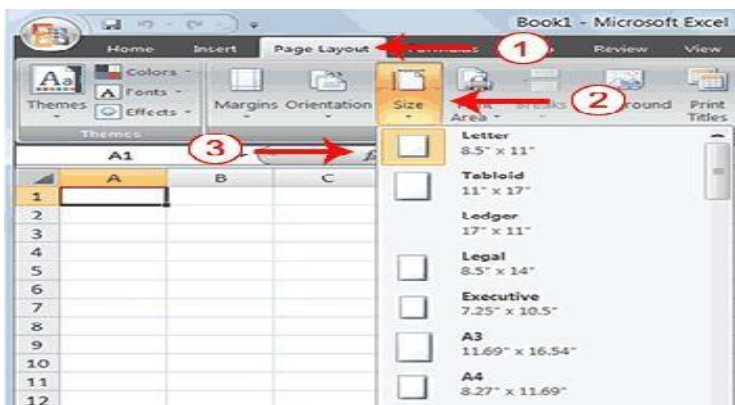 Book1 - Microsoft Excel
Home Insert Page Layout 1 Review View
Colors
Fonts
Effects
Themes Margins Orientation Size Area 2 Print Titles
Themes
A1 3
A B C
1
2
3
4
5
6
7
8
9
10
11
12
Letter
8.5" x 11"
Tabloid
11" x 17"
Ledger
17" x 11"
Legal
8.5" x 14"
Executive
7.25" x 10.5"
A3
11.69" x 16.54"
A4
8.27" x 11.69"